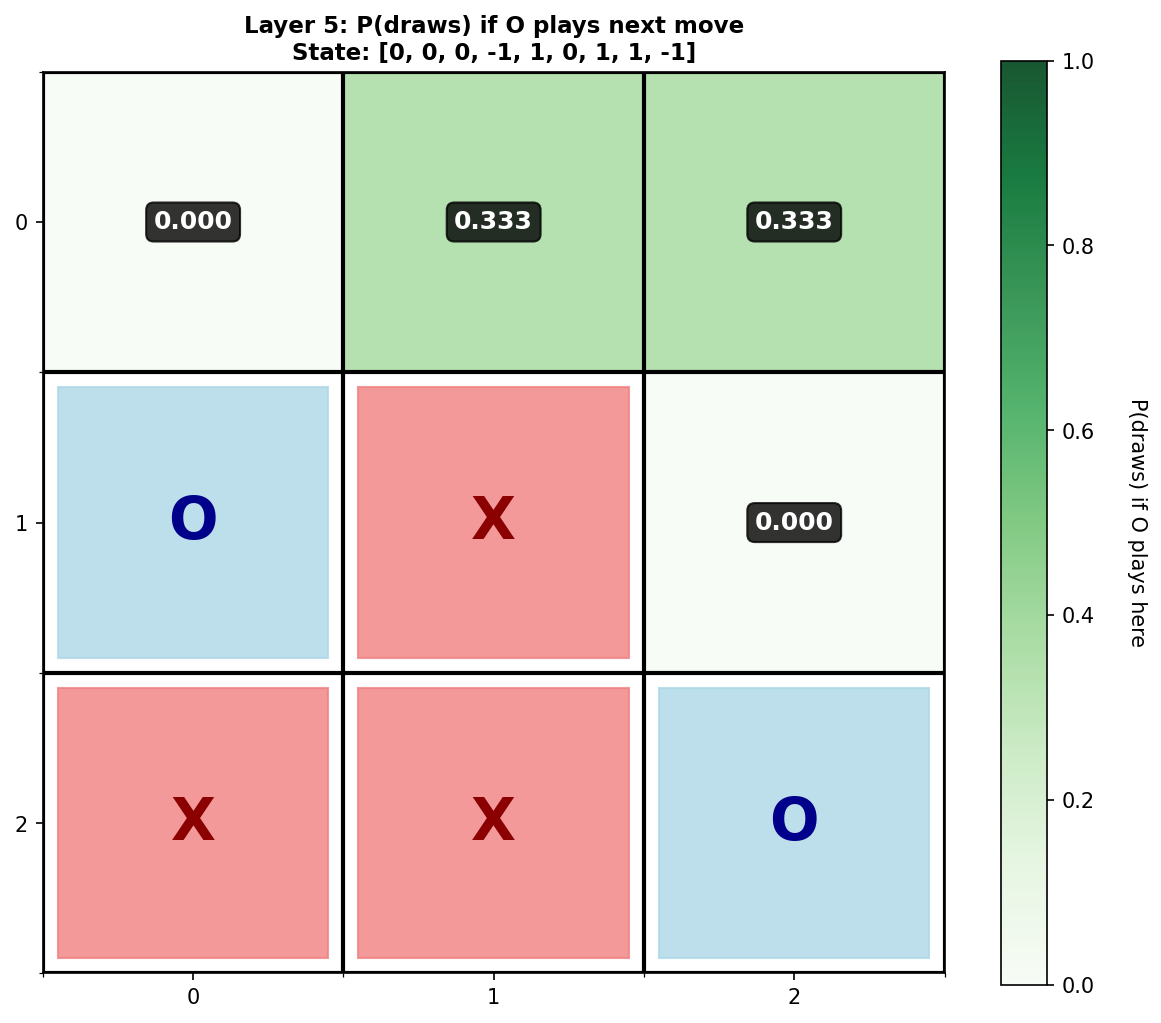 Layer 5: P(draws) if O plays next move
State: [0, 0, 0, -1, 1, 0, 1, 1, -1]
1.0
0.8
0.6
0.4
0.2
0.0
P(draws) if O plays here
0
0.000
0.333
0.333
1
O
X
0.000
2
X
X
O
0
1
2